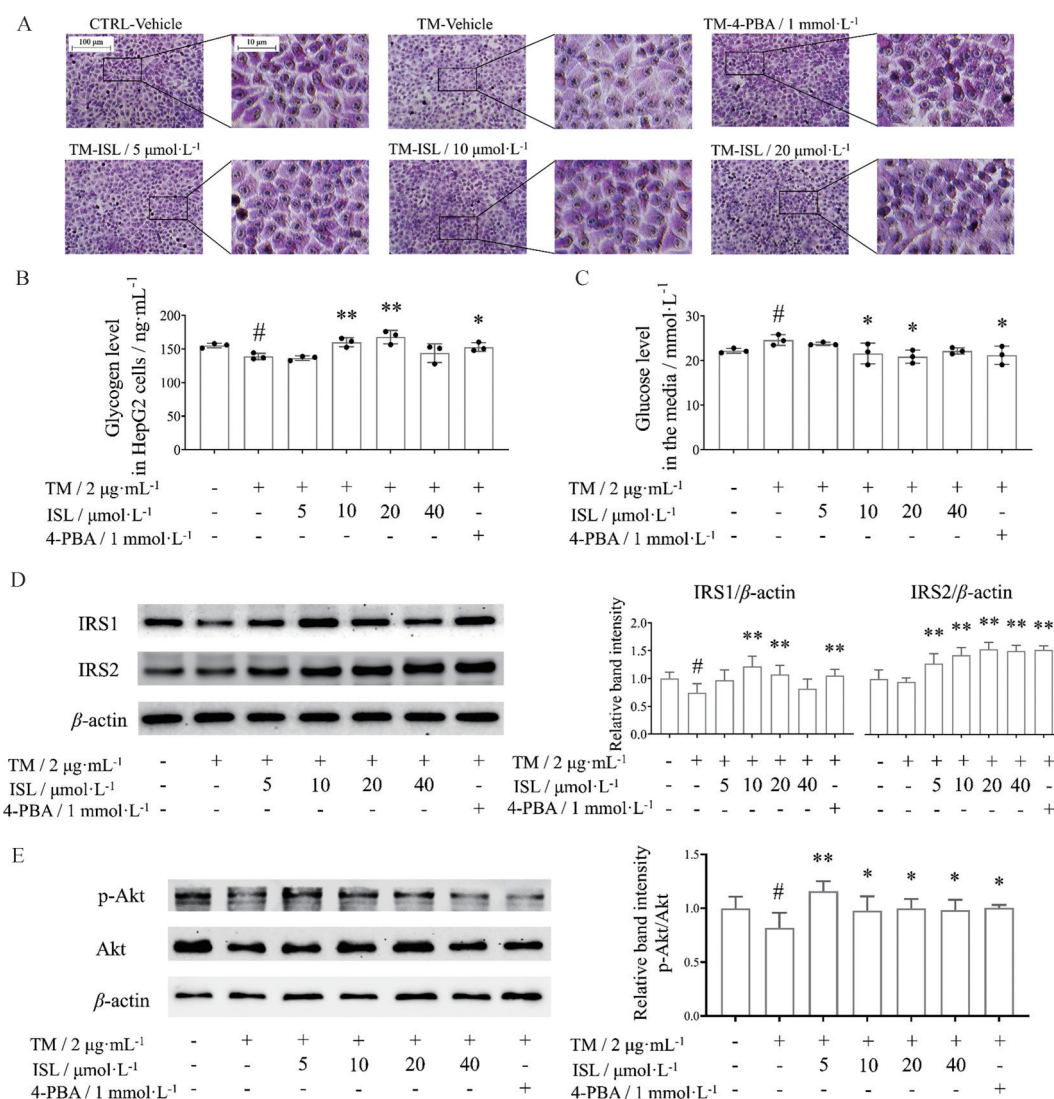 A
CTRL-Vehicle
TM-Vehicle
TM-4-PBA / 1 mmol·L⁻¹
100 μm
10 μm
TM-ISL / 5 μmol·L⁻¹
TM-ISL / 10 μmol·L⁻¹
TM-ISL / 20 μmol·L⁻¹
B
Glycogen level
in HepG2 cells / ng·mL⁻¹
200
150
100
50
0
# ** ** *
TM / 2 μg·mL⁻¹ - + + + + + +
ISL / μmol·L⁻¹ - - 5 10 20 40 -
4-PBA / 1 mmol·L⁻¹ - - - - - - +
C
Glucose level
in the media / mmol·L⁻¹
30
20
10
0
# * * *
TM / 2 μg·mL⁻¹ - + + + + + +
ISL / μmol·L⁻¹ - - 5 10 20 40 -
4-PBA / 1 mmol·L⁻¹ - - - - - - +
D
IRS1
IRS2
β-actin
TM / 2 μg·mL⁻¹ - + + + + + +
ISL / μmol·L⁻¹ - - 5 10 20 40 -
4-PBA / 1 mmol·L⁻¹ - - - - - - +
IRS1/β-actin
IRS2/β-actin
Relative band intensity
2.0
1.5
1.0
0.5
0.0
# ** ** **
** ** ** ** **
TM / 2 μg·mL⁻¹ - + + + + + + - + + + + + +
ISL / μmol·L⁻¹ - - 5 10 20 40 - - - 5 10 20 40 -
4-PBA / 1 mmol·L⁻¹ - - - - - - + - - - - - - +
E
p-Akt
Akt
β-actin
TM / 2 μg·mL⁻¹ - + + + + + +
ISL / μmol·L⁻¹ - - 5 10 20 40 -
4-PBA / 1 mmol·L⁻¹ - - - - - - +
Relative band intensity
p-Akt/Akt
1.5
1.0
0.5
0.0
# ** * * * *
TM / 2 μg·mL⁻¹ - + + + + + +
ISL / μmol·L⁻¹ - - 5 10 20 40 -
4-PBA / 1 mmol·L⁻¹ - - - - - - +